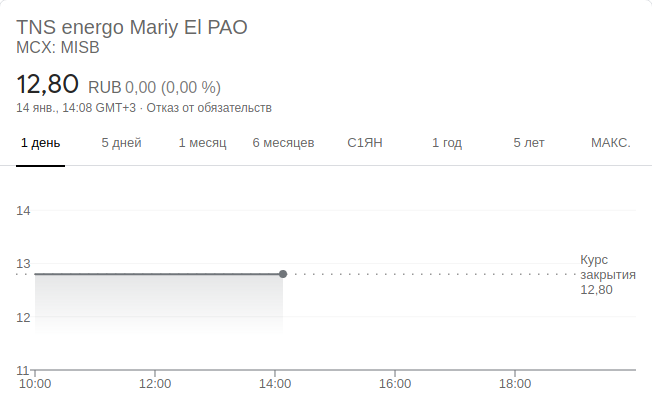 TNS energo Mariy El PAO
MCX: MISB
12,80 RUB 0,00 (0,00 %)
14 янв., 14:08 GMT+3 · Отказ от обязательств
1 день 5 дней 1 месяц 6 месяцев С1ЯН 1 год 5 лет МАКС.
14
13
12
11
Курс
закрытия
12,80
10:00 12:00 14:00 16:00 18:00